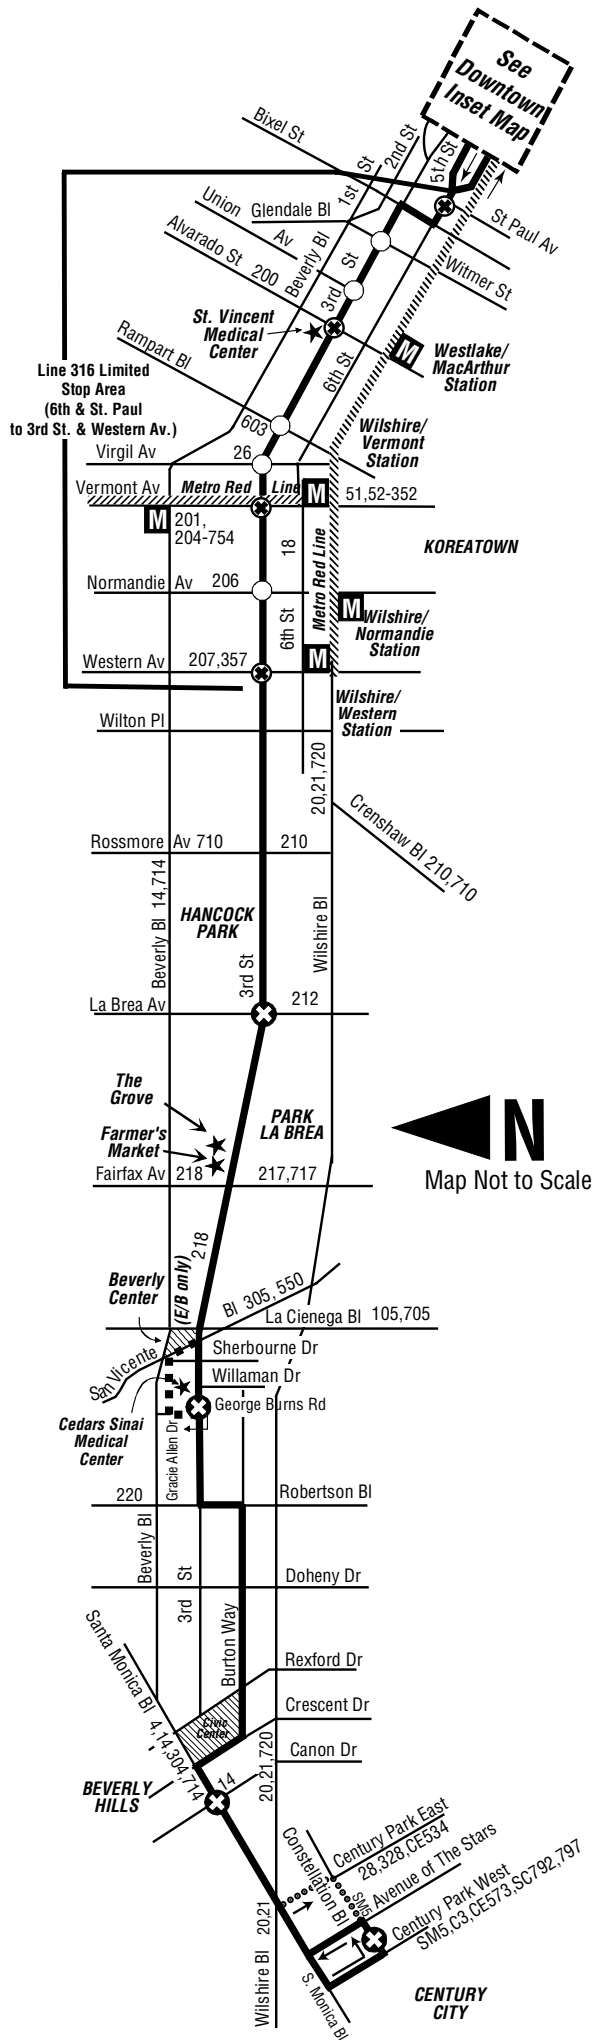 See
Downtown
Inset Map
Bixel St
2nd St
1st St
5th St
St Paul Av
Union Av
Glendale Bl
Alvarado St 200
Beverly Bl
3rd St
Witmer St
St. Vincent
Medical
Center
Rampart Bl
6th St
M
Westlake/
MacArthur
Station
Line 316 Limited
Stop Area
(6th & St. Paul
to 3rd St. & Western Av.)
603
Wilshire/
Vermont
Station
Virgil Av
26
Vermont Av
Metro Red Line
M
51,52-352
M
201,
204-754
18
KOREATOWN
Metro Red Line
Normandie Av
206
M
Wilshire/
Normandie
Station
6th St
Western Av
207,357
M
Wilshire/
Western
Station
Wilton Pl
20,21,720
Crenshaw Bl 210,710
Rossmore Av 710
210
Beverly Bl 14,714
HANCOCK
PARK
Wilshire Bl
3rd St
La Brea Av
212
The
Grove
PARK
LA BREA
Farmer's
Market
N
Map Not to Scale
Fairfax Av
218
217,717
218
(E/B only)
Beverly
Center
Bl 305, 550
La Cienega Bl
105,705
San Vicente
Sherbourne Dr
Willaman Dr
George Burns Rd
Cedars Sinai
Medical
Center
Gracie Allen Dr
220
Robertson Bl
Beverly Bl
3rd St
Doheny Dr
Burton Way
Santa Monica Bl 4,14,304,714
Rexford Dr
Civic
Center
Crescent Dr
Canon Dr
20,21,720
BEVERLY
HILLS
14
Constellation Bl
Century Park East
28,328,CE534
SM5
Avenue of The Stars
Century Park West
SM5,C3,CE573,SC792,797
20,21
Wilshire Bl
S. Monica Bl
CENTURY
CITY